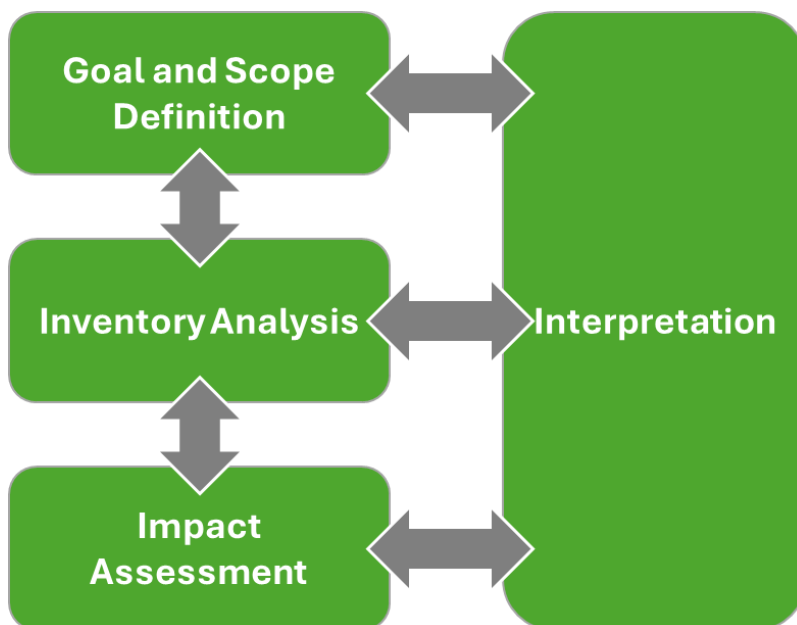 Goal and Scope
Definition
Inventory Analysis
Interpretation
Impact
Assessment